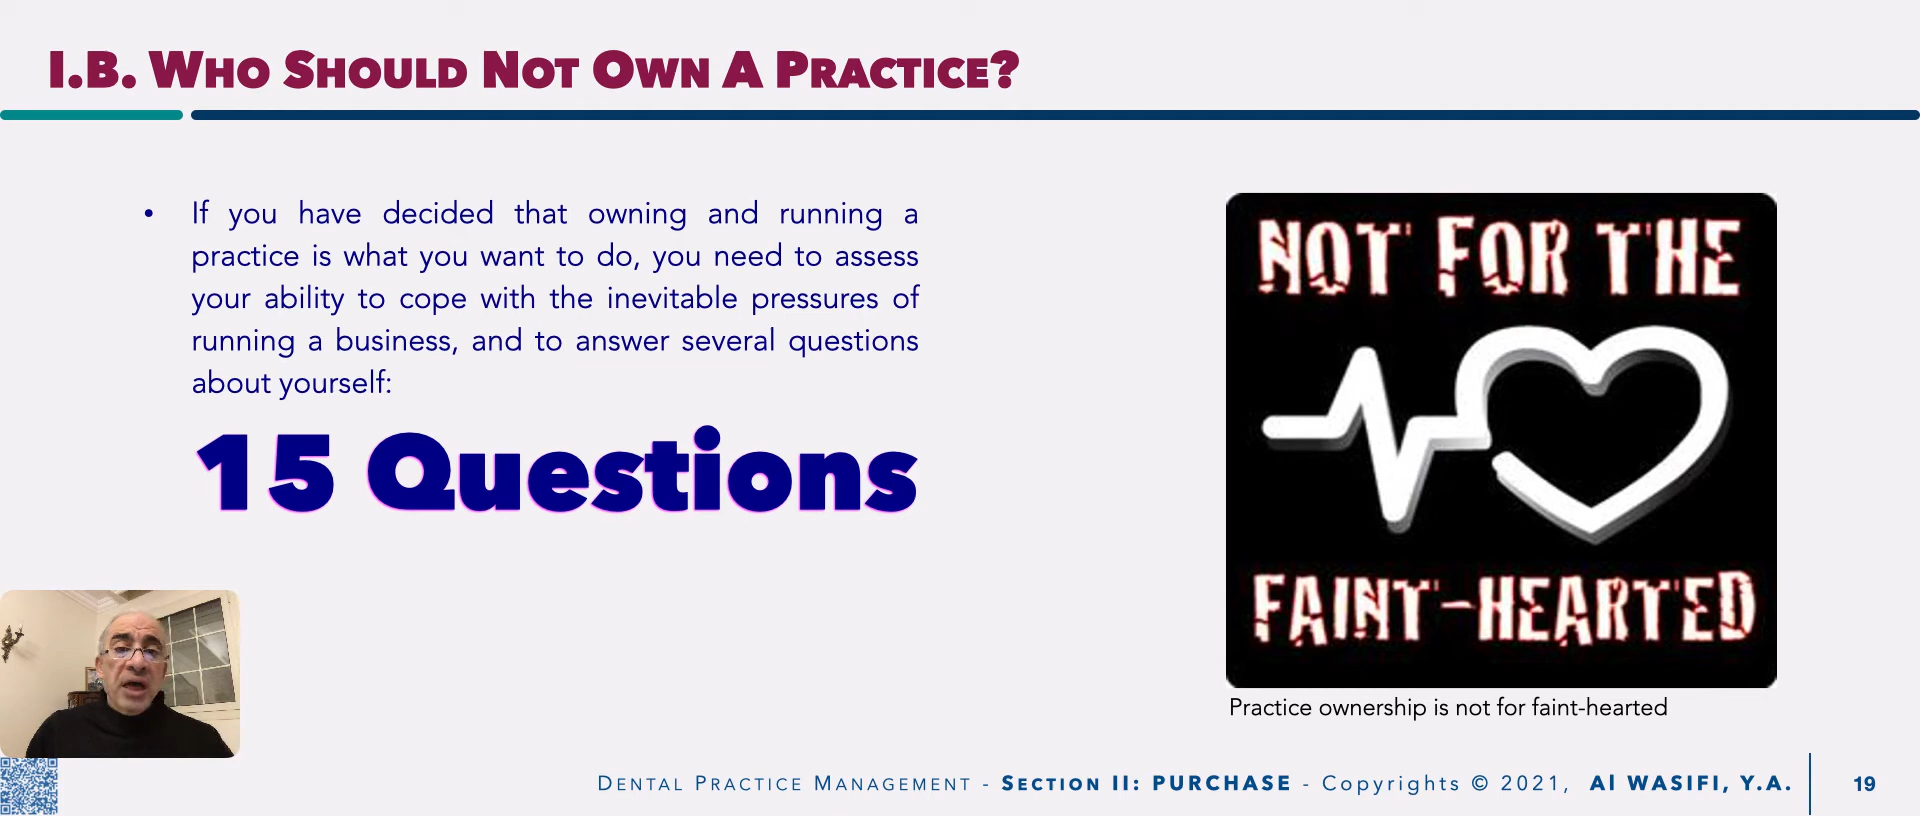 I.B. Who Should Not Own A Practice?
• If you have decided that owning and running a
practice is what you want to do, you need to assess
your ability to cope with the inevitable pressures of
running a business, and to answer several questions
about yourself:
15 Questions
NOT FOR THE
FAINT-HEARTED
Practice ownership is not for faint-hearted
Dental Practice Management - Section II: PURCHASE - Copyrights © 2021, Al WASIFI, Y.A.
19